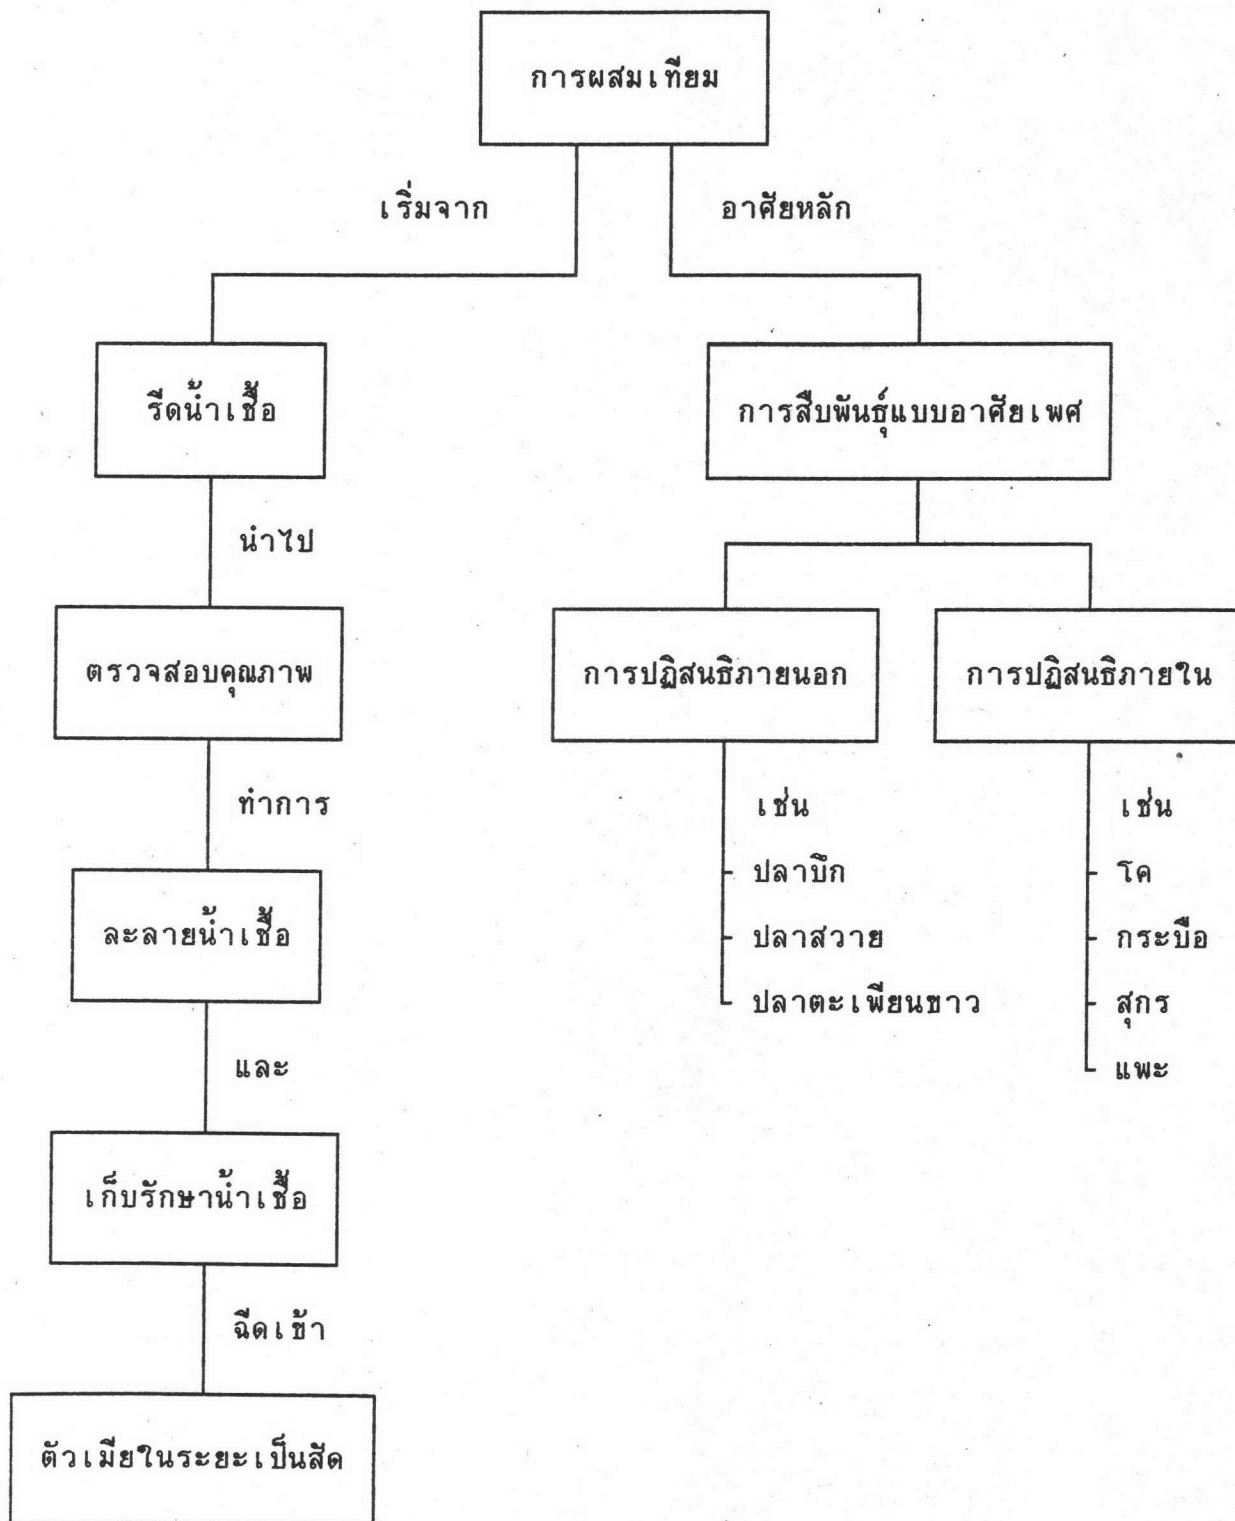 การผสมเทียม
เริ่มจาก
อาศัยหลัก
รีดน้ำเชื้อ
การสืบพันธุ์แบบอาศัยเพศ
นำไป
ตรวจสอบคุณภาพ
การปฏิสนธิภายนอก
การปฏิสนธิภายใน
ทำการ
เช่น
เช่น
ปลาบึก
โค
ละลายน้ำเชื้อ
ปลาสวาย
กระบือ
ปลาตะเพียนขาว
สุกร
และ
แพะ
เก็บรักษาน้ำเชื้อ
ฉีดเข้า
ตัวเมียในระยะเป็นสัด